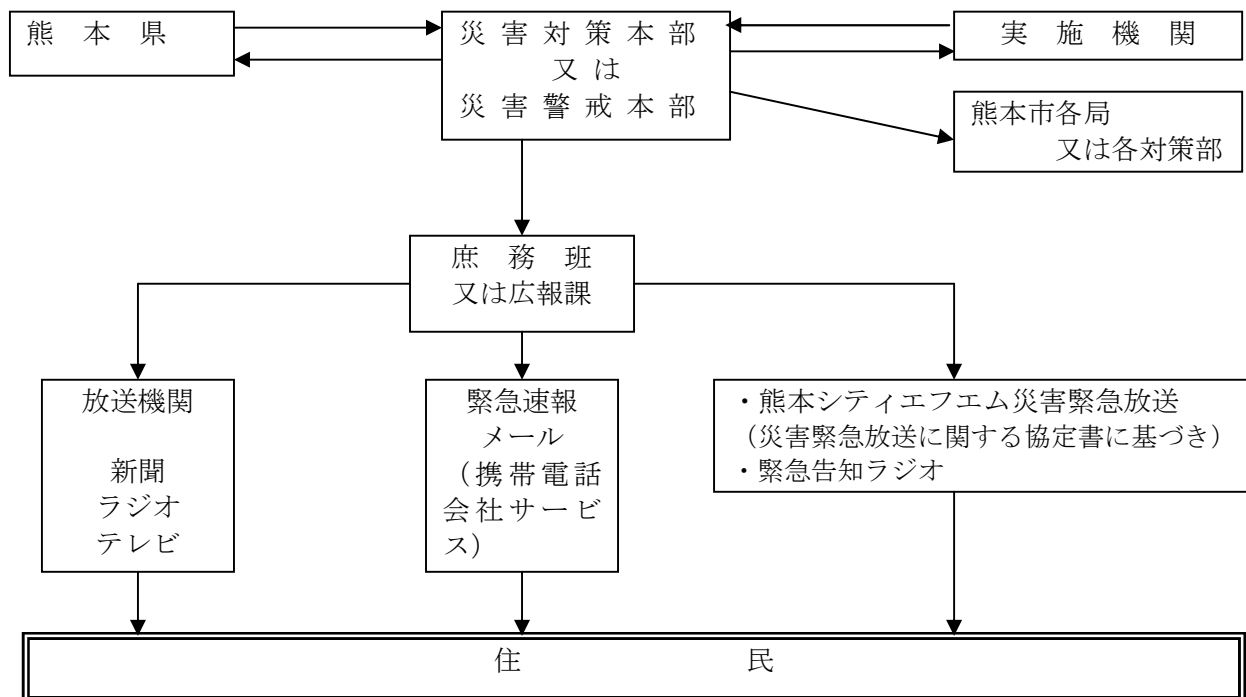 熊本県
災害対策本部
又は
災害警戒本部
実施機関
熊本市各局
又は各対策部
庶務班
又は広報課
放送機関
新聞
ラジオ
テレビ
緊急速報
メール
（携帯電話
会社サービ
ス）
・熊本シティエフエム災害緊急放送
（災害緊急放送に関する協定書に基づき）
・緊急告知ラジオ
住民